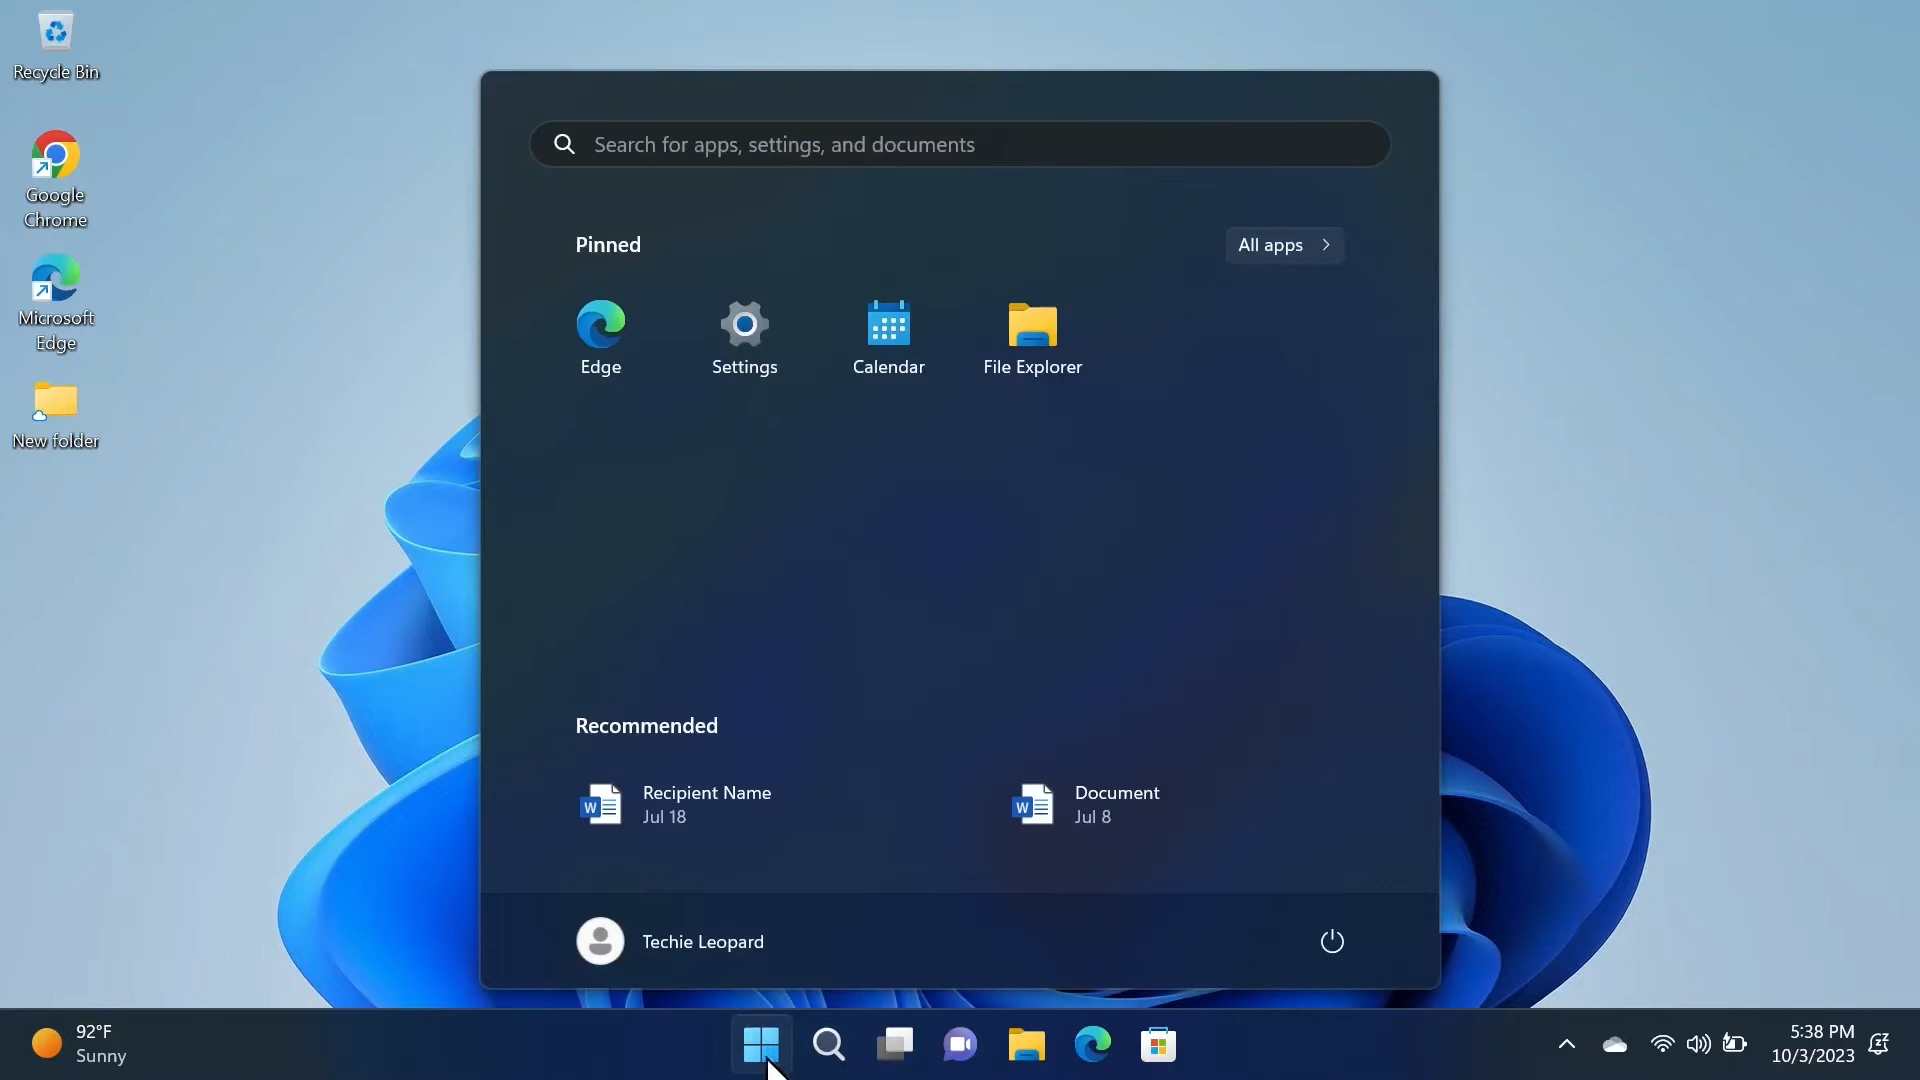 Recycle Bin
Google
Chrome
Microsoft
Edge
New folder
Search for apps, settings, and documents
Pinned
All apps
Edge
Settings
Calendar
File Explorer
Recommended
Recipient Name
Jul 18
Document
Jul 8
Techie Leopard
92°F
Sunny
5:38 PM
10/3/2023